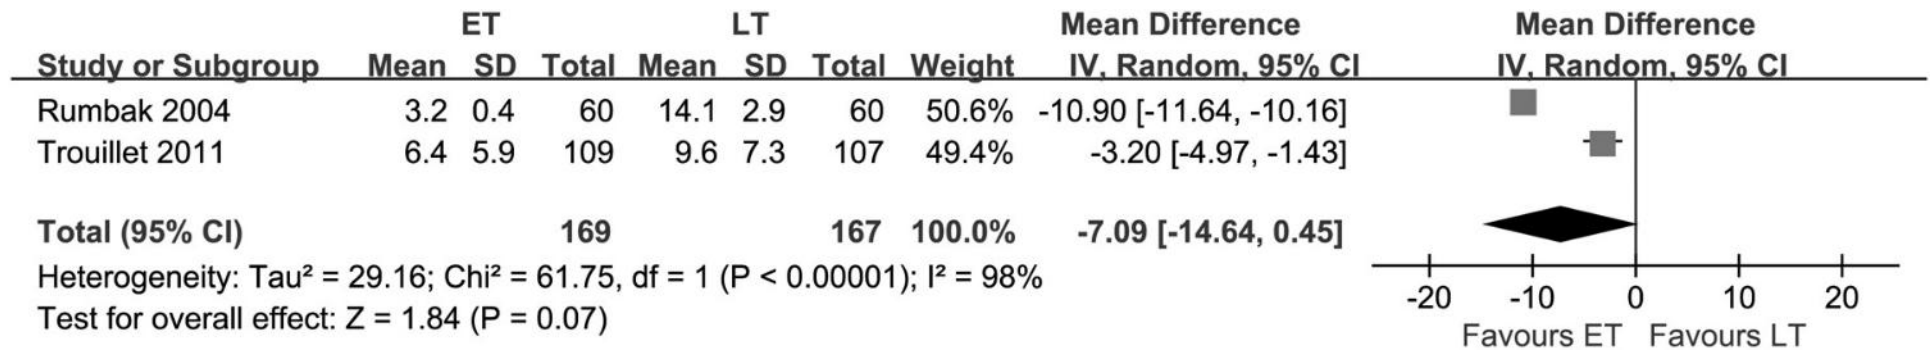 ET LT Mean Difference Mean Difference
Study or Subgroup Mean SD Total Mean SD Total Weight IV, Random, 95% CI IV, Random, 95% CI
Rumbak 2004 3.2 0.4 60 14.1 2.9 60 50.6% -10.90 [-11.64, -10.16]
Trouillet 2011 6.4 5.9 109 9.6 7.3 107 49.4% -3.20 [-4.97, -1.43]
Total (95% CI) 169 167 100.0% -7.09 [-14.64, 0.45]
Heterogeneity: Tau² = 29.16; Chi² = 61.75, df = 1 (P < 0.00001); I² = 98%
Test for overall effect: Z = 1.84 (P = 0.07)
-20 -10 0 10 20
Favours ET Favours LT